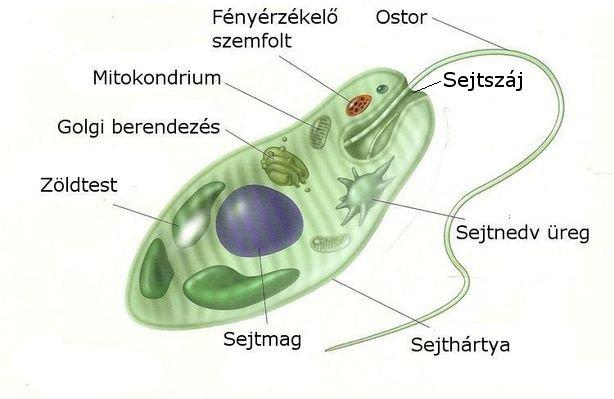 Fényérzékelő
szemfolt
Ostor
Mitokondrium
Sejtszáj
Golgi berendezés
Zöldtest
Sejtnedv üreg
Sejtmag
Sejthártya